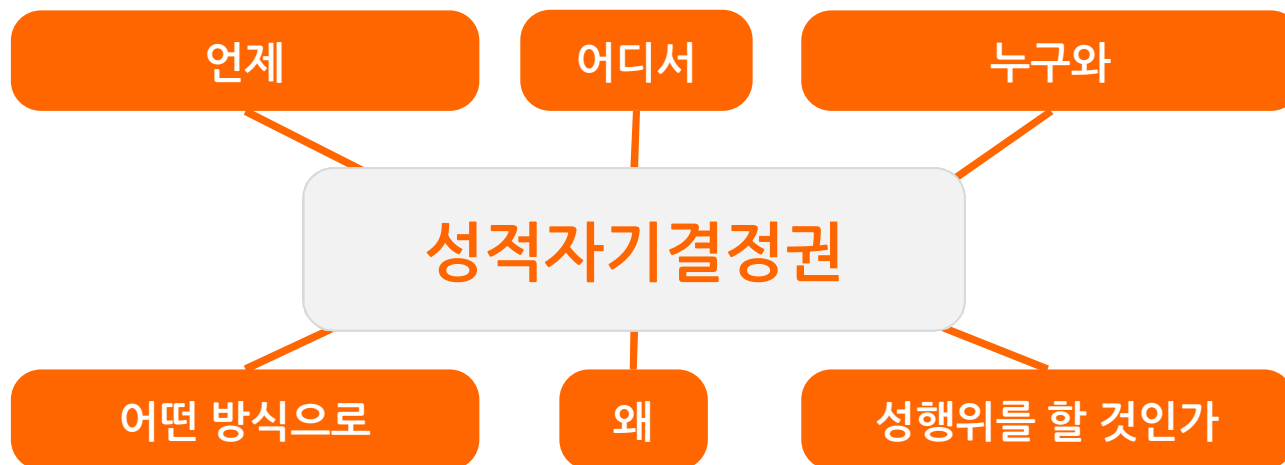 언제
어디서
누구와
성적자기결정권
어떤 방식으로
왜
성행위를 할 것인가